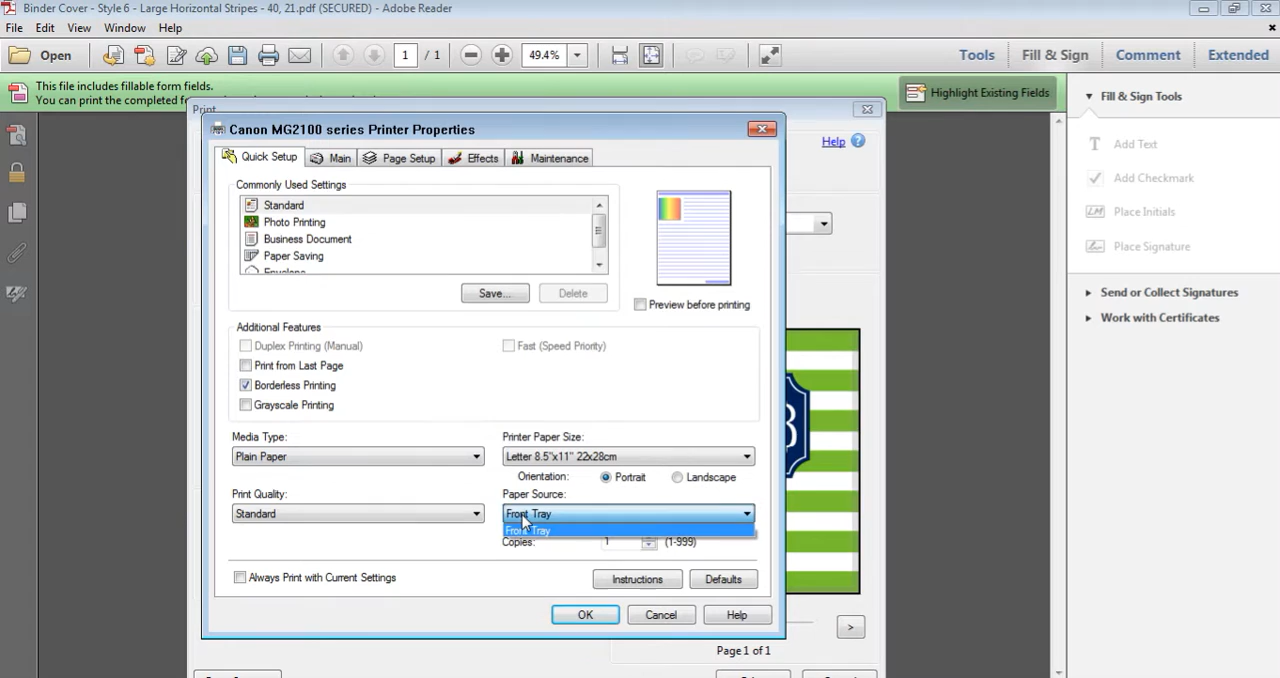 Binder Cover - Style 6 - Large Horizontal Stripes - 40, 21.pdf (SECURED) - Adobe Reader
File Edit View Window Help
Open 1 / 1 49.4% Tools Fill & Sign Comment Extended
This file includes fillable form fields.
You can print the completed
Highlight Existing Fields
Print
Canon MG2100 series Printer Properties
Help
Quick Setup Main Page Setup Effects Maintenance
Commonly Used Settings
Standard
Photo Printing
Business Document
Paper Saving
Envelope
Save... Delete
Preview before printing
Additional Features
Duplex Printing (Manual) Fast (Speed Priority)
Print from Last Page
Borderless Printing
Grayscale Printing
Media Type: Printer Paper Size:
Plain Paper Letter 8.5"x11" 22x28cm
Orientation: Portrait Landscape
Print Quality: Paper Source:
Standard Front Tray
Front Tray
Copies: 1 (1-999)
Always Print with Current Settings Instructions Defaults
OK Cancel Help
>
Page 1 of 1
Fill & Sign Tools
Add Text
Add Checkmark
Place Initials
Place Signature
Send or Collect Signatures
Work with Certificates